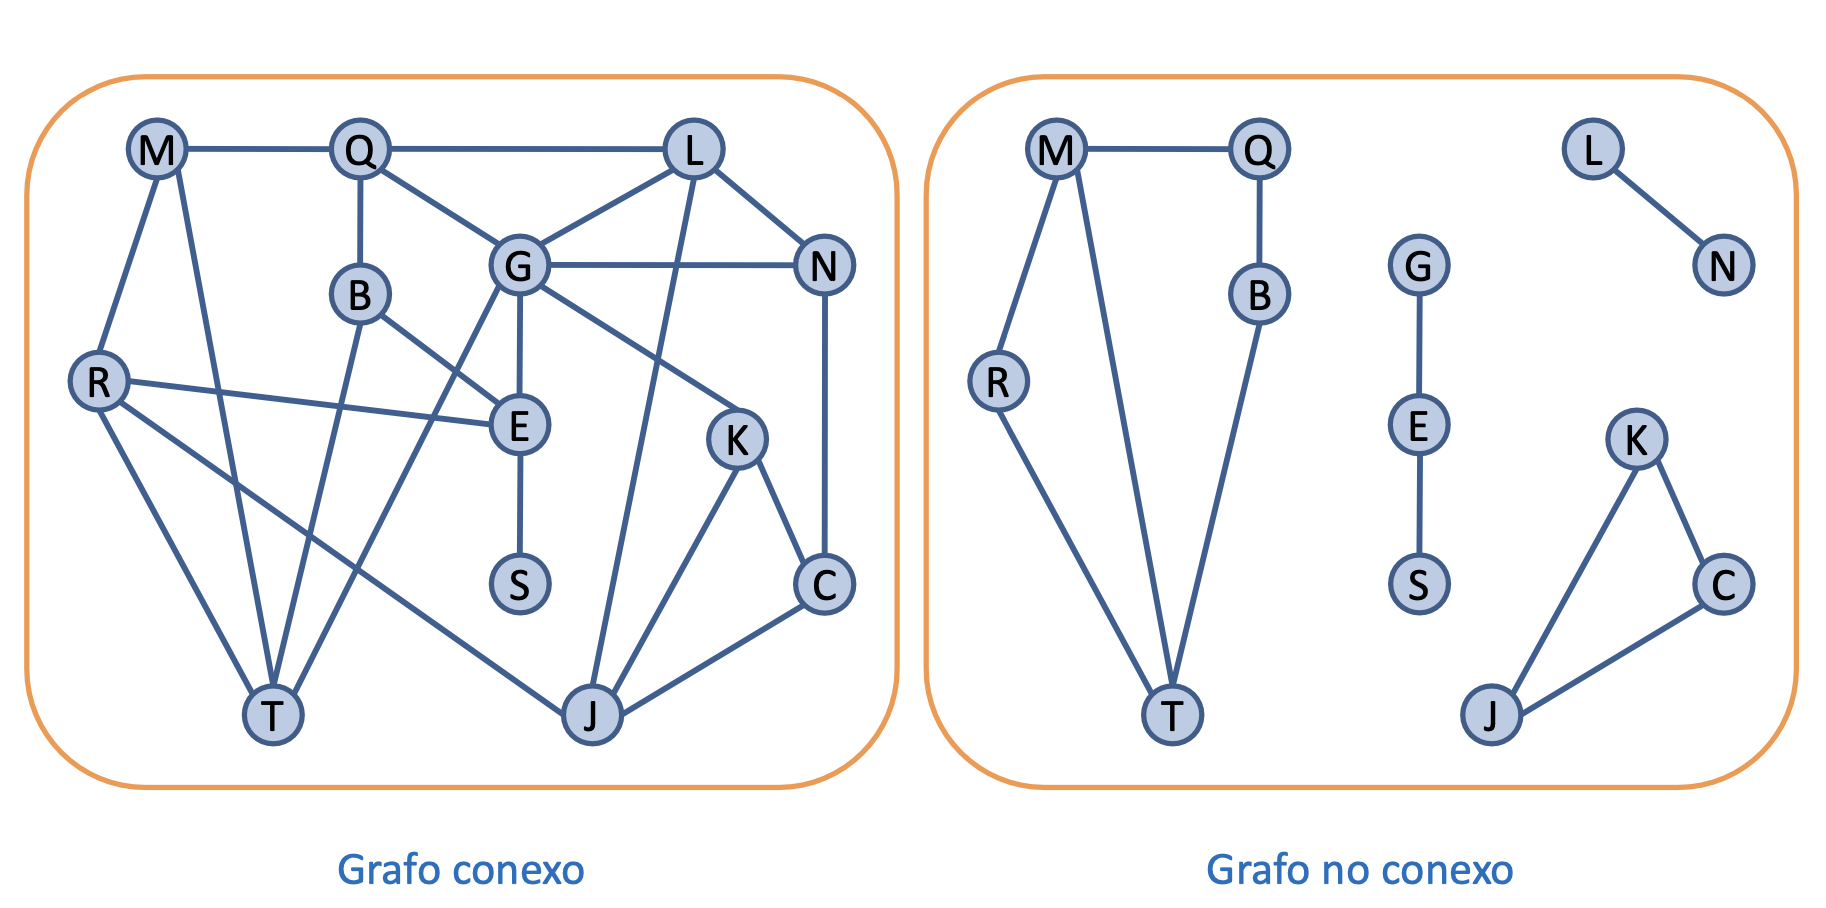 M Q L
G N
B
R
E
K
S C
T J
M Q L
G N
B
R
E
K
S C
T J
Grafo conexo
Grafo no conexo